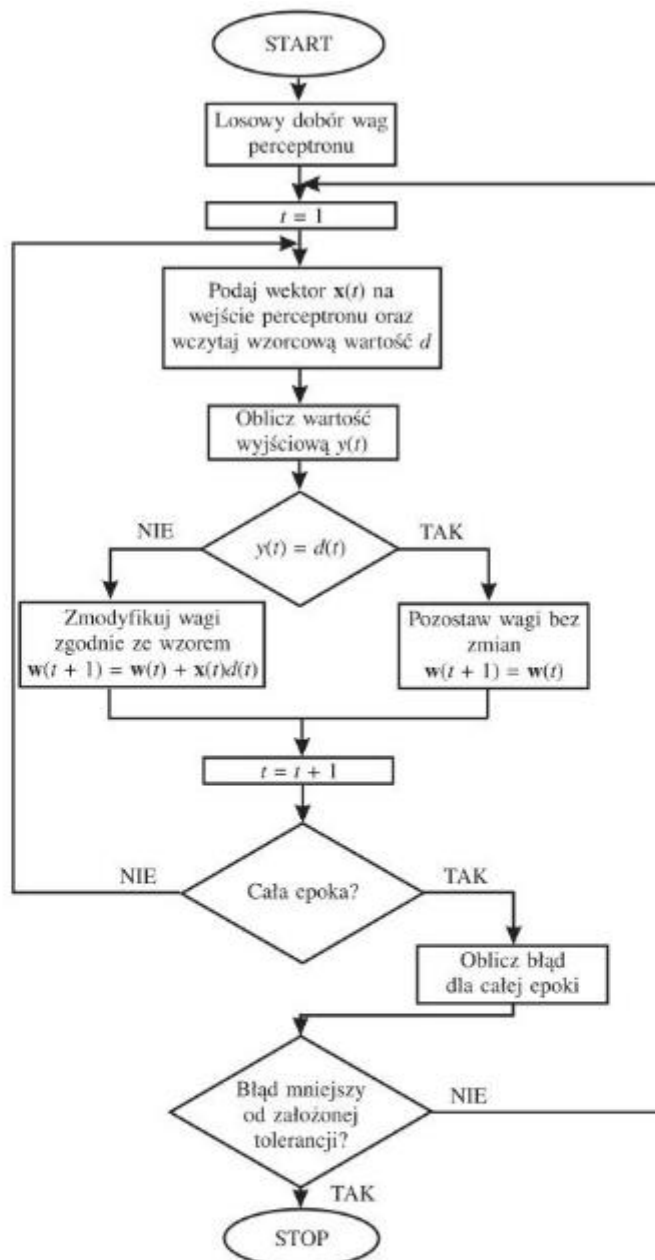 START
Losowy dobór wag
perceptronu
t = 1
Podaj wektor x(t) na
wejście perceptronu oraz
wczytaj wzorcową wartość d
Oblicz wartość
wyjściową y(t)
NIE
y(t) = d(t)
TAK
Zmodyfikuj wagi
zgodnie ze wzorem
w(t + 1) = w(t) + x(t)d(t)
Pozostaw wagi bez
zmian
w(t + 1) = w(t)
t = t + 1
NIE
Cała epoka?
TAK
Oblicz błąd
dla całej epoki
Błąd mniejszy
od założonej
tolerancji?
NIE
TAK
STOP